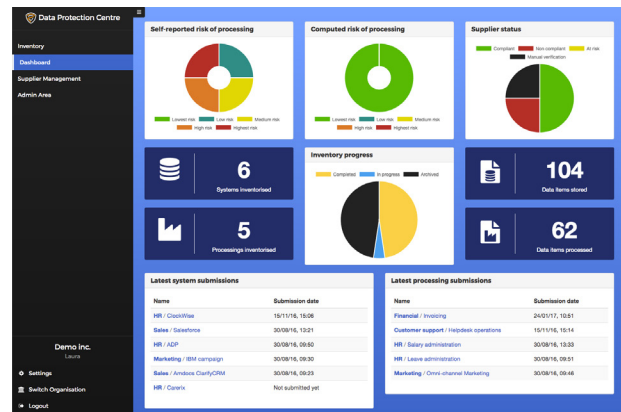 Data Protection Centre
Inventory
Dashboard
Supplier Management
Admin Area
Demo inc.
Laura
Settings
Switch Organisation
Logout
Self-reported risk of processing
Lowest risk Low risk Medium risk
High risk Highest risk
Computed risk of processing
Lowest risk Low risk Medium risk
High risk Highest risk
Supplier status
Compliant Non compliant At risk
Manual verification
6
Systems inventorised
5
Processings inventorised
Inventory progress
Completed In progress Archived
104
Data items stored
62
Data items processed
Latest system submissions
Name Submission date
HR / ClockWise 15/11/16, 15:08
Sales / Salesforce 30/08/16, 13:21
HR / ADP 30/08/16, 09:50
Marketing / IBM campaign 30/08/16, 09:30
Sales / Amdocs ClarifyCRM 30/08/16, 09:23
HR / Carerix Not submitted yet
Latest processing submissions
Name Submission date
Financial / Invoicing 24/01/17, 10:51
Customer support / Helpdesk operations 15/11/16, 15:14
HR / Salary administration 30/08/16, 13:33
HR / Leave administration 30/08/16, 09:51
Marketing / Omni-channel Marketing 30/08/16, 09:46